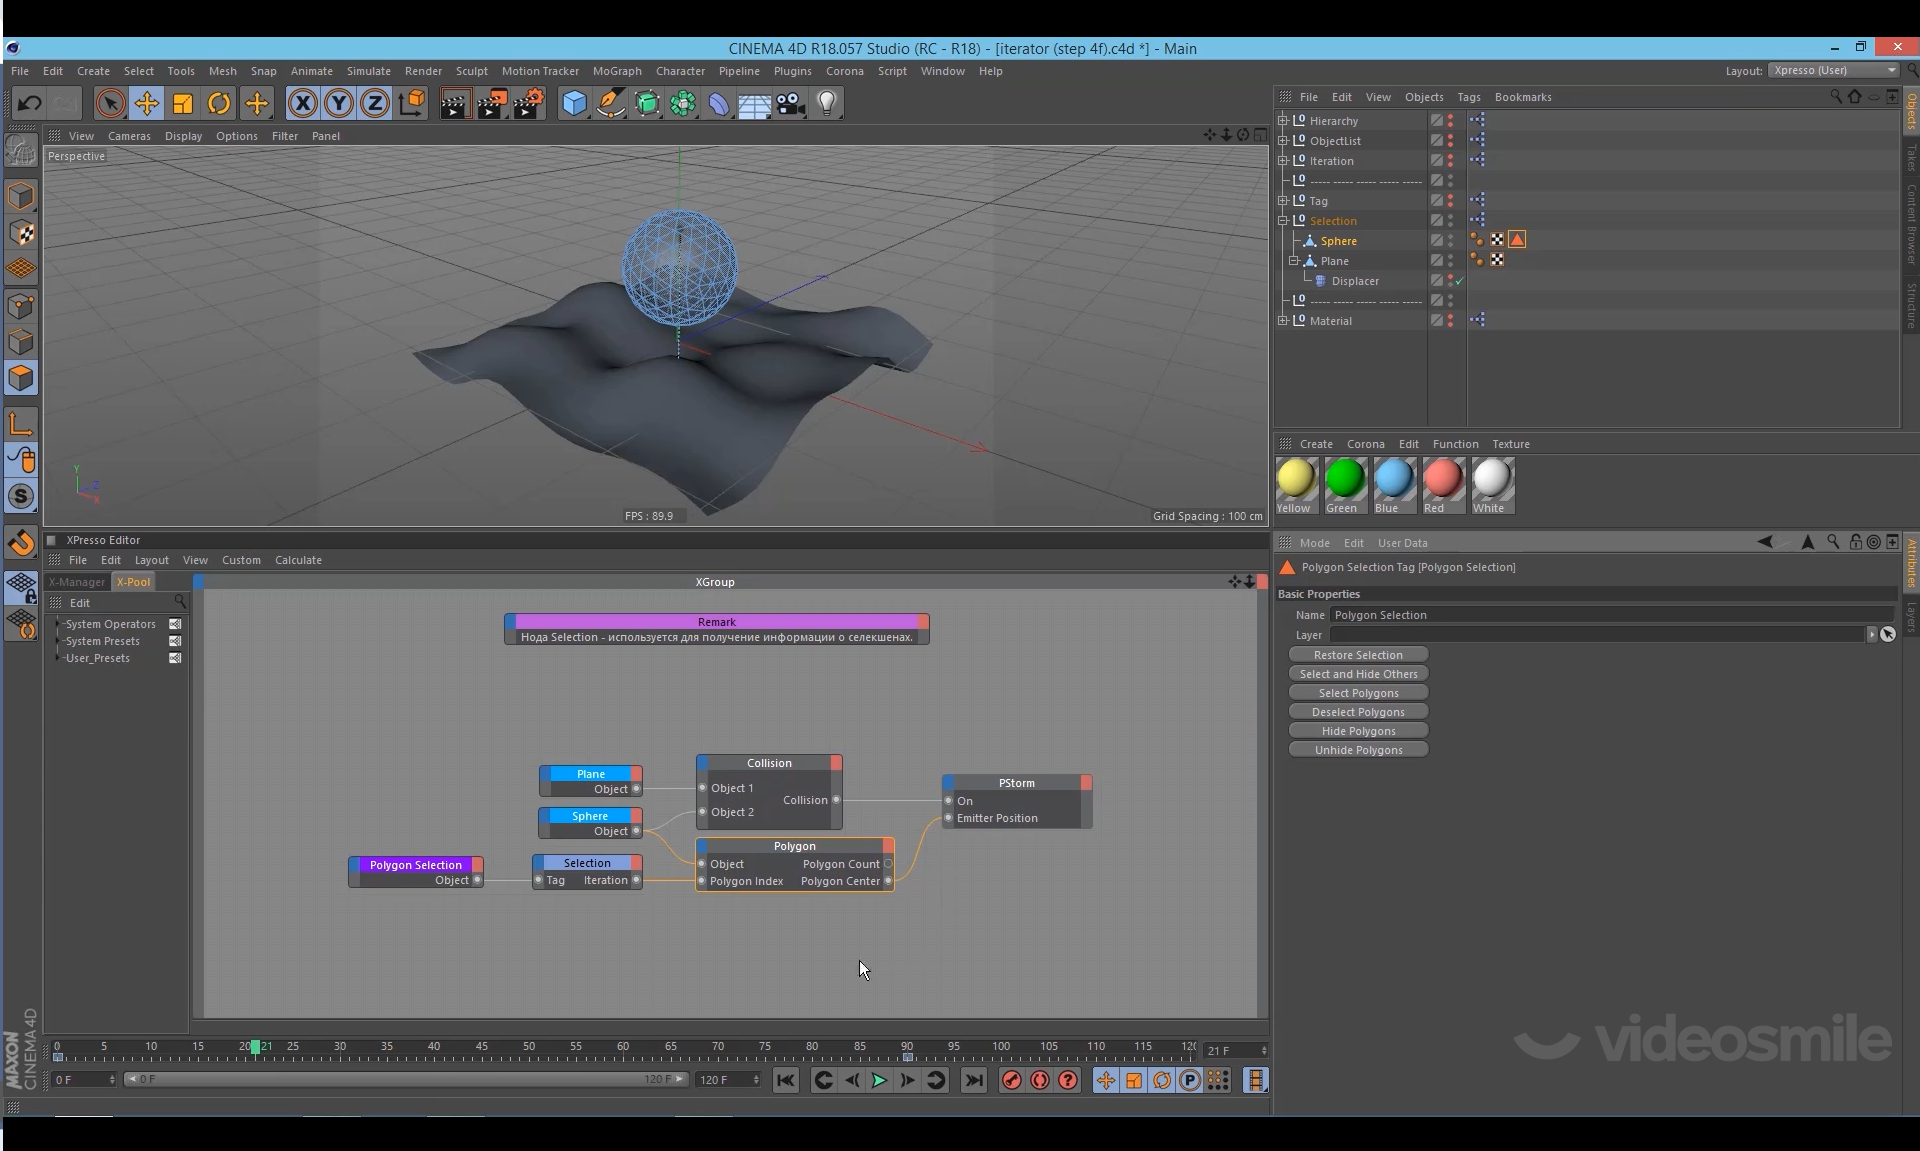 CINEMA 4D R18.057 Studio (RC - R18) - [iterator (step 4f).c4d *] - Main
File Edit Create Select Tools Mesh Snap Animate Simulate Render Sculpt Motion Tracker MoGraph Character Pipeline Plugins Corona Script Window Help
Layout: Xpresso (User)
View Cameras Display Options Filter Panel
Perspective
FPS : 89.9
Grid Spacing : 100 cm
File Edit View Objects Tags Bookmarks
Hierarchy
ObjectList
Iteration
----- ----- ----- ----- -----
Tag
Selection
Sphere
Plane
Displacer
----- ----- ----- ----- -----
Material
Objects
Takes
Content Browser
Structure
Create Corona Edit Function Texture
Yellow Green Blue Red White
Mode Edit User Data
Polygon Selection Tag [Polygon Selection]
Basic Properties
Name Polygon Selection
Layer
Restore Selection
Select and Hide Others
Select Polygons
Deselect Polygons
Hide Polygons
Unhide Polygons
Attributes
Layers
XPresso Editor
File Edit Layout View Custom Calculate
X-Manager X-Pool
XGroup
Edit
System Operators
System Presets
User_Presets
Remark
Нода Selection - используется для получение информации о селекшенах.
Plane
Object
Sphere
Object
Polygon Selection
Object
Selection
Tag Iteration
Collision
Object 1
Collision
Object 2
Polygon
Object Polygon Count
Polygon Index Polygon Center
PStorm
On
Emitter Position
0 5 10 15 20 21 25 30 35 40 45 50 55 60 65 70 75 80 85 90 95 100 105 110 115 120
21 F
0 F 0 F 120 F 120 F
MAXON
CINEMA 4D
videosmile
X Y Z
S
P
Y
Z
X